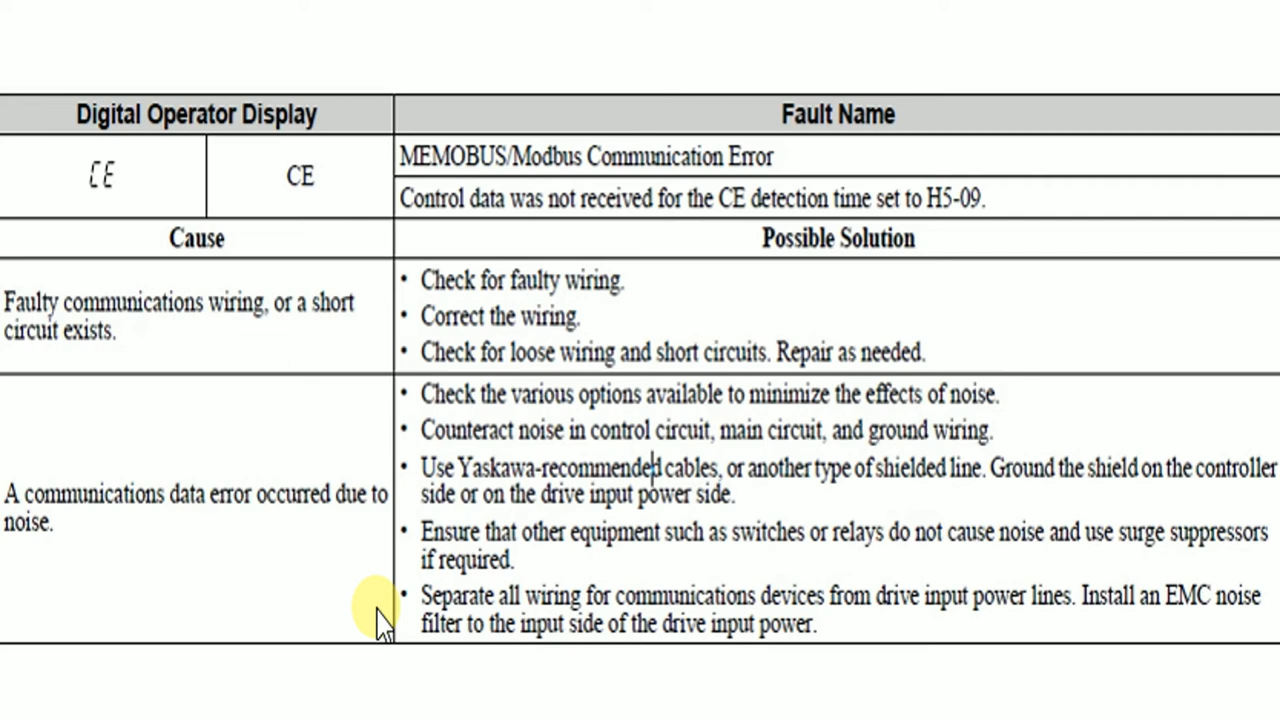 Digital Operator Display
Fault Name
CE
CE
MEMOBUS/Modbus Communication Error
Control data was not received for the CE detection time set to H5-09.
Cause
Possible Solution
Faulty communications wiring, or a short
circuit exists.
• Check for faulty wiring.
• Correct the wiring.
• Check for loose wiring and short circuits. Repair as needed.
A communications data error occurred due to
noise.
• Check the various options available to minimize the effects of noise.
• Counteract noise in control circuit, main circuit, and ground wiring.
• Use Yaskawa-recommended cables, or another type of shielded line. Ground the shield on the controller
side or on the drive input power side.
• Ensure that other equipment such as switches or relays do not cause noise and use surge suppressors
if required.
• Separate all wiring for communications devices from drive input power lines. Install an EMC noise
filter to the input side of the drive input power.